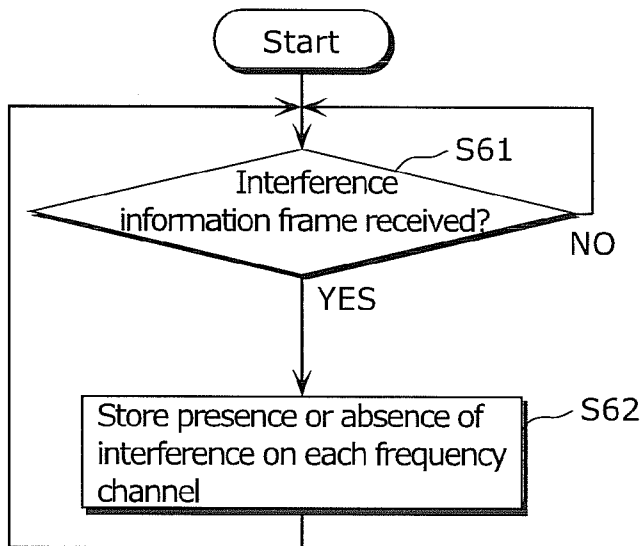 Start
S61
Interference
information frame received?
NO
YES
S62
Store presence or absence of
interference on each frequency
channel